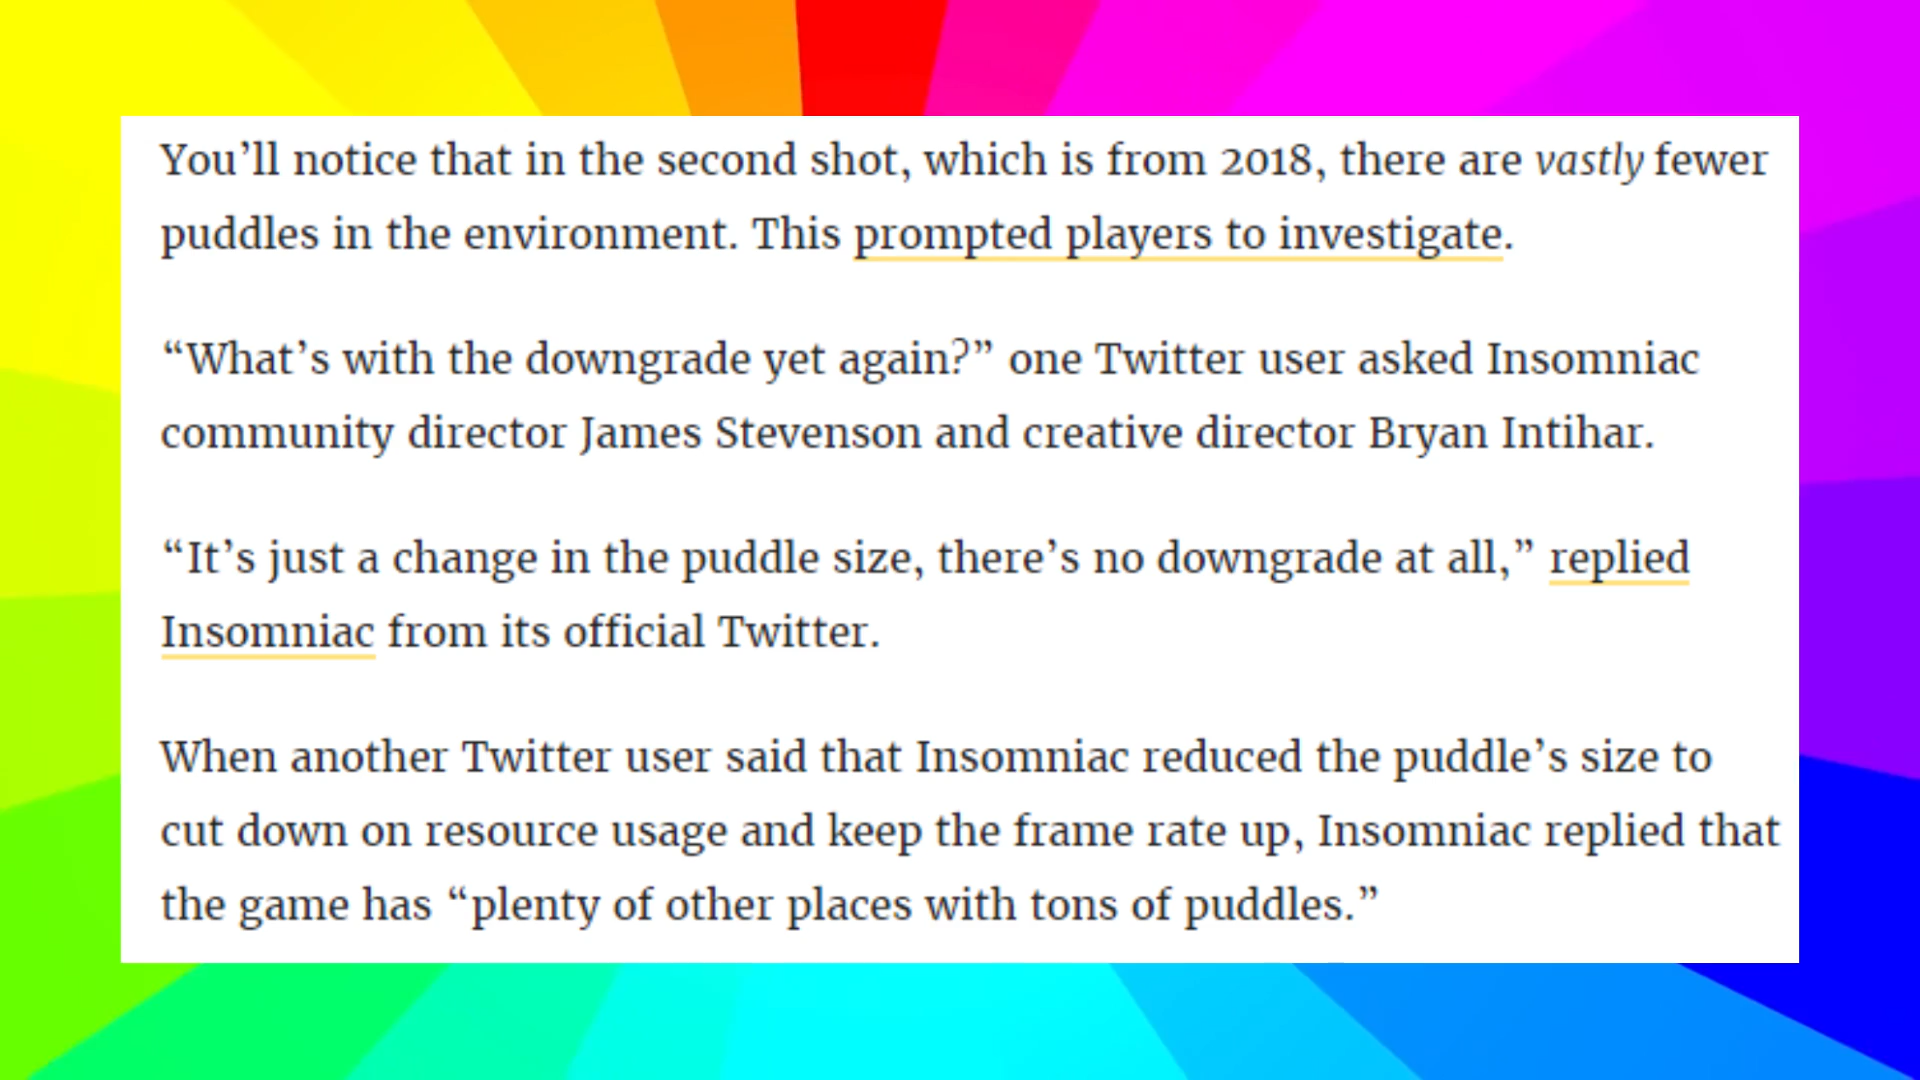 You’ll notice that in the second shot, which is from 2018, there are vastly fewer
puddles in the environment. This prompted players to investigate.
“What’s with the downgrade yet again?” one Twitter user asked Insomniac
community director James Stevenson and creative director Bryan Intihar.
“It’s just a change in the puddle size, there’s no downgrade at all,” replied
Insomniac from its official Twitter.
When another Twitter user said that Insomniac reduced the puddle’s size to
cut down on resource usage and keep the frame rate up, Insomniac replied that
the game has “plenty of other places with tons of puddles.”